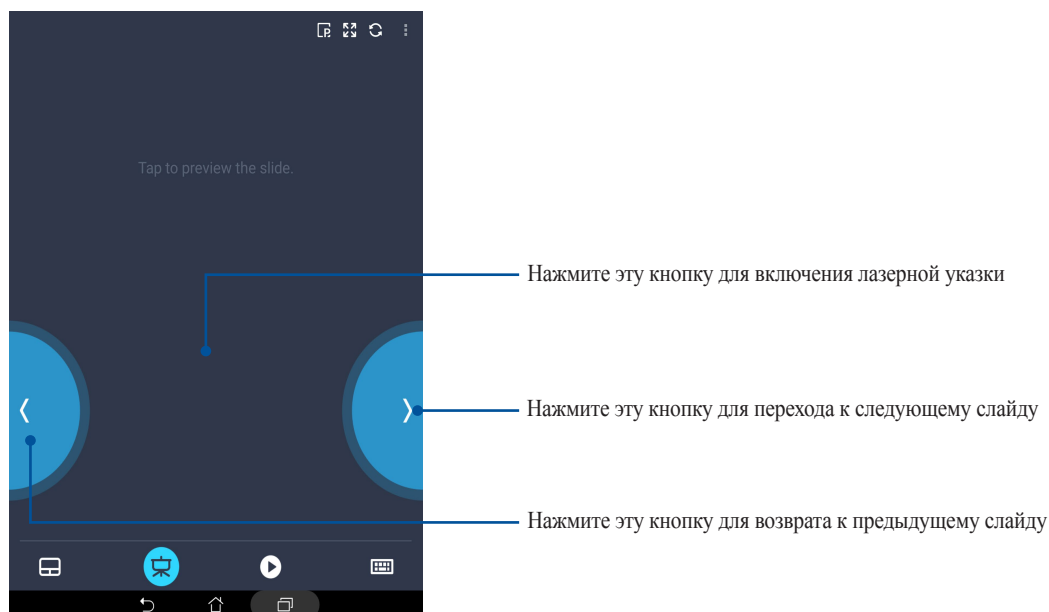 Tap to preview the slide.
Нажмите эту кнопку для включения лазерной указки
Нажмите эту кнопку для перехода к следующему слайду
Нажмите эту кнопку для возврата к предыдущему слайду